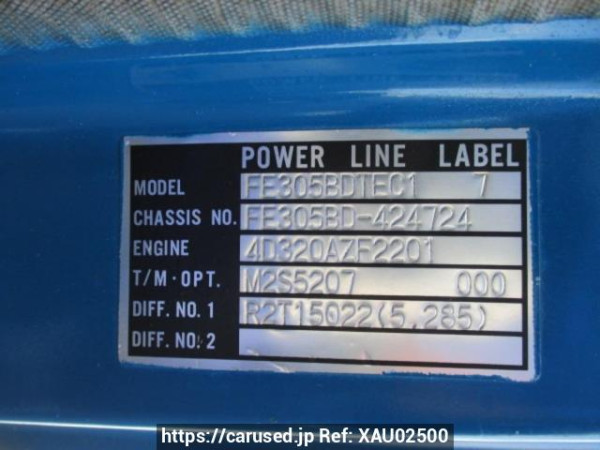 POWER LINE LABEL
MODEL FE305BDTEC1 7
CHASSIS NO. FE305BD-424724
ENGINE 4D320AZF2201
T/M·OPT. M2S5207 000
DIFF. NO. 1 R2T15022(5.285)
DIFF. NO. 2
https://carused.jp Ref: XAU02500